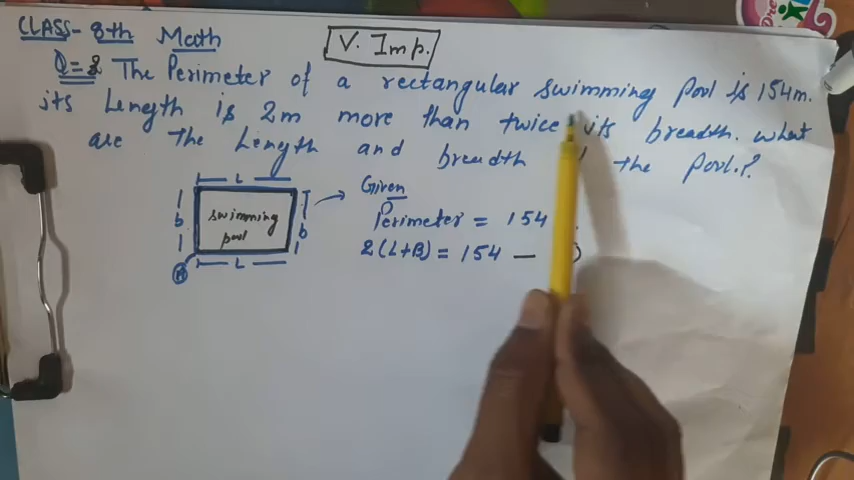 CLASS- 8th Math
V. Imp.
Q=2 The Perimeter of a rectangular swimming pool is 154m.
its Length is 2m more than twice its breadth. what
are the Length and breadth the pool.?
L
b swimming pool b
L
Given
Perimeter = 154
2(L+B) = 154 —